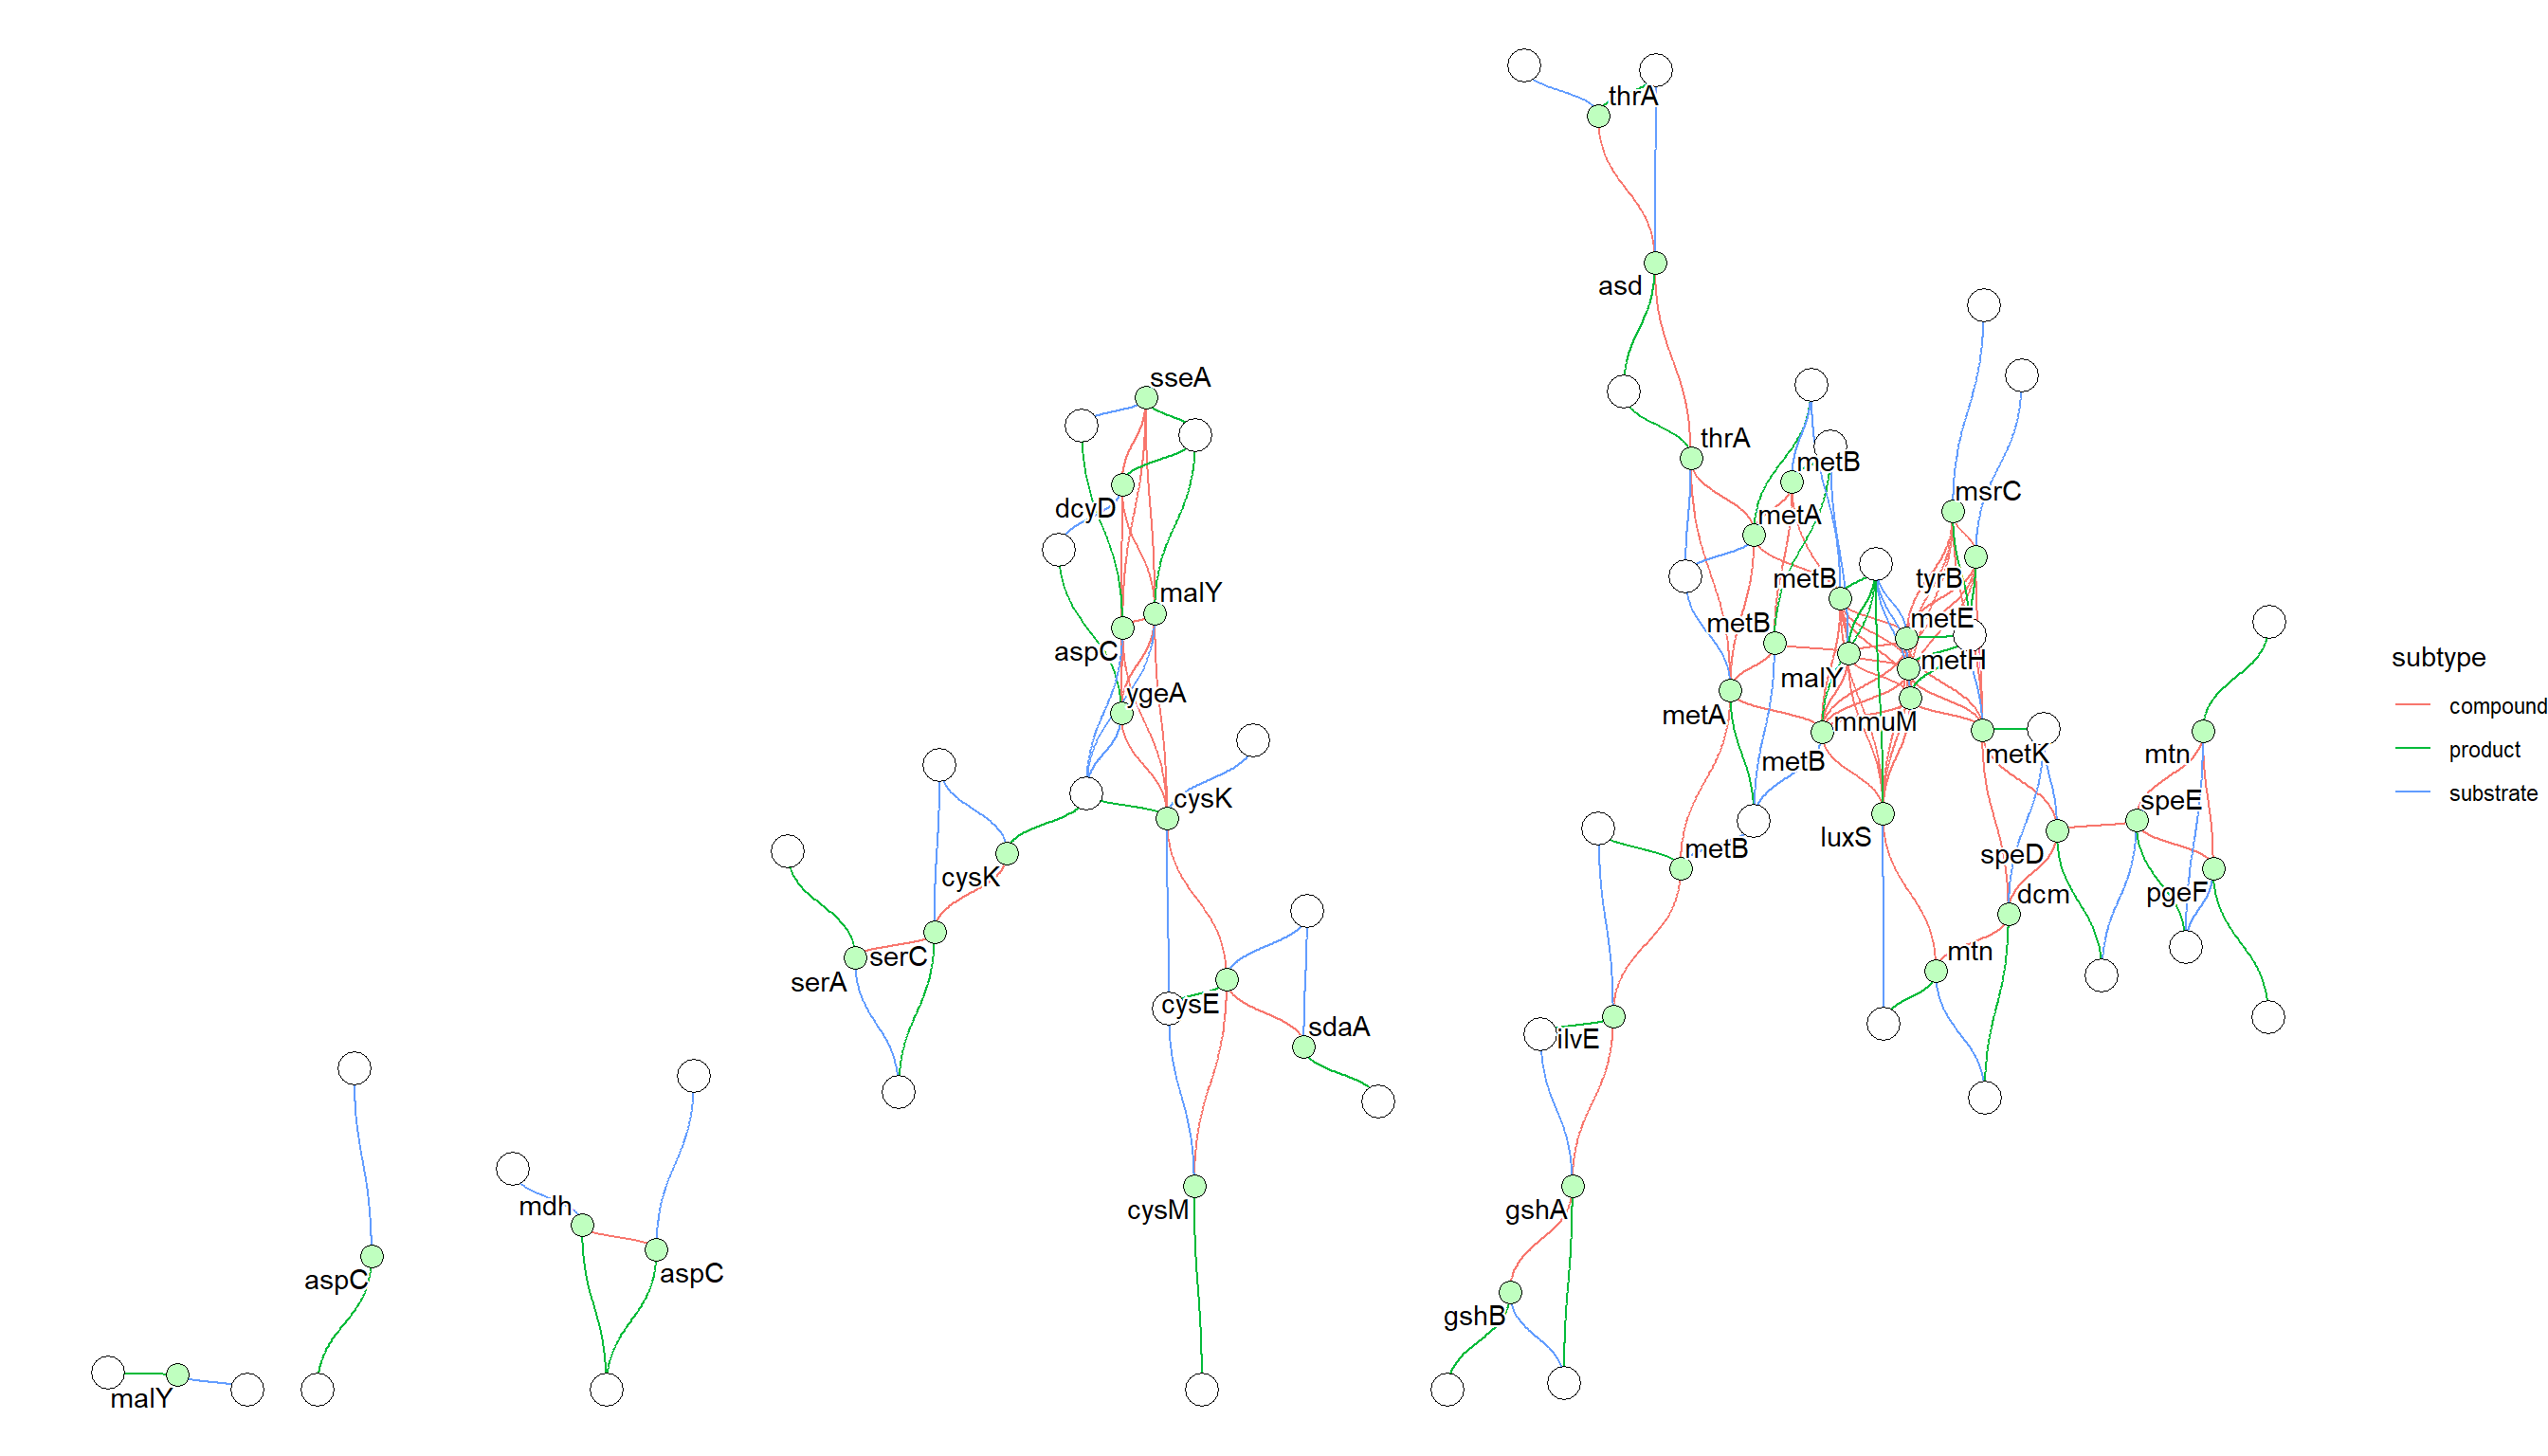 thrA
asd
sseA
thrA
metB
dcyD
msrC
metA
metB
tyrB
malY
metB
metE
aspC
metH
malY
ygeA
metA
mmuM
metB
metK
mtn
cysK
speE
metB
luxS
speD
cysK
dcm
pgeF
serC
mtn
serA
cysE
sdaA
ilvE
mdh
cysM
gshA
aspC
aspC
gshB
malY
subtype
compound
product
substrate